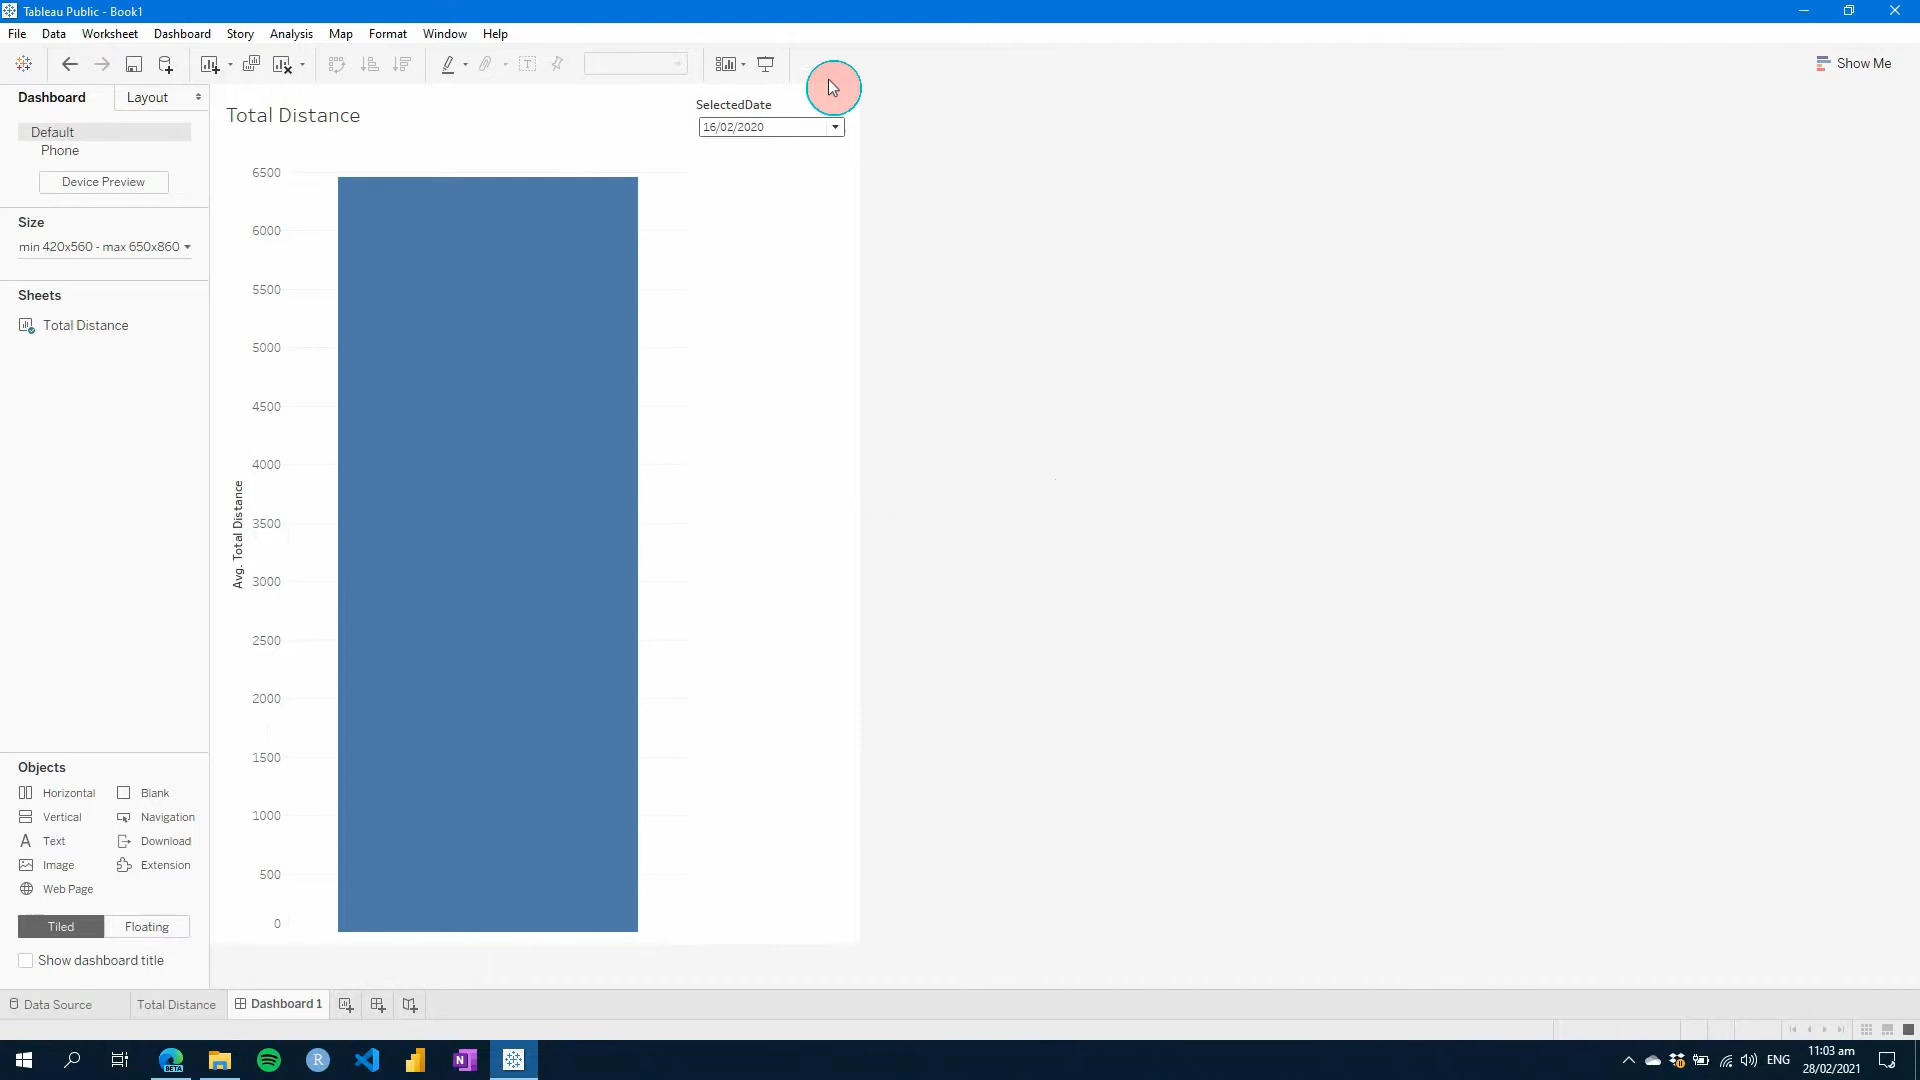 Tableau Public - Book1
File Data Worksheet Dashboard Story Analysis Map Format Window Help
Show Me
Dashboard Layout
Default
Phone
Device Preview
Size
min 420x560 - max 650x860
Sheets
Total Distance
Objects
Horizontal Blank
Vertical Navigation
Text Download
Image Extension
Web Page
Tiled Floating
Show dashboard title
Total Distance
SelectedDate
16/02/2020
6500
6000
5500
5000
4500
4000
3500
3000
2500
2000
1500
1000
500
0
Avg. Total Distance
Data Source Total Distance Dashboard 1
BETA
R
N
ENG
11:03 am
28/02/2021